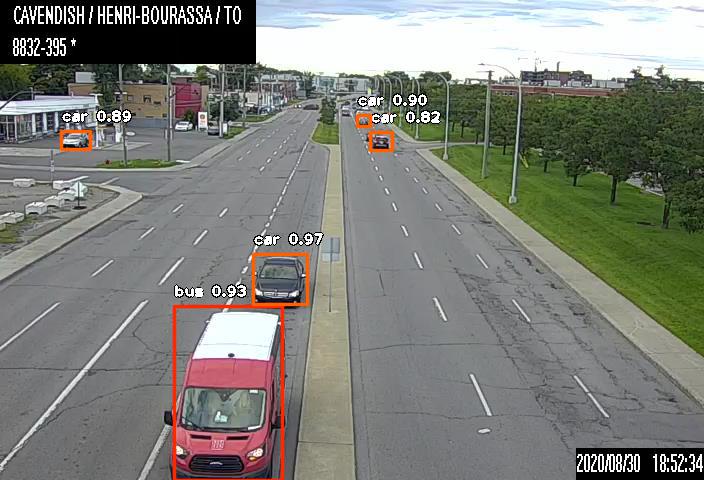 CAVENDISH / HENRI-BOURASSA / TO
8832-395 *
car 0.90
car 0.89
car 0.82
car 0.97
bus 0.93
2020/08/30 18:52:34